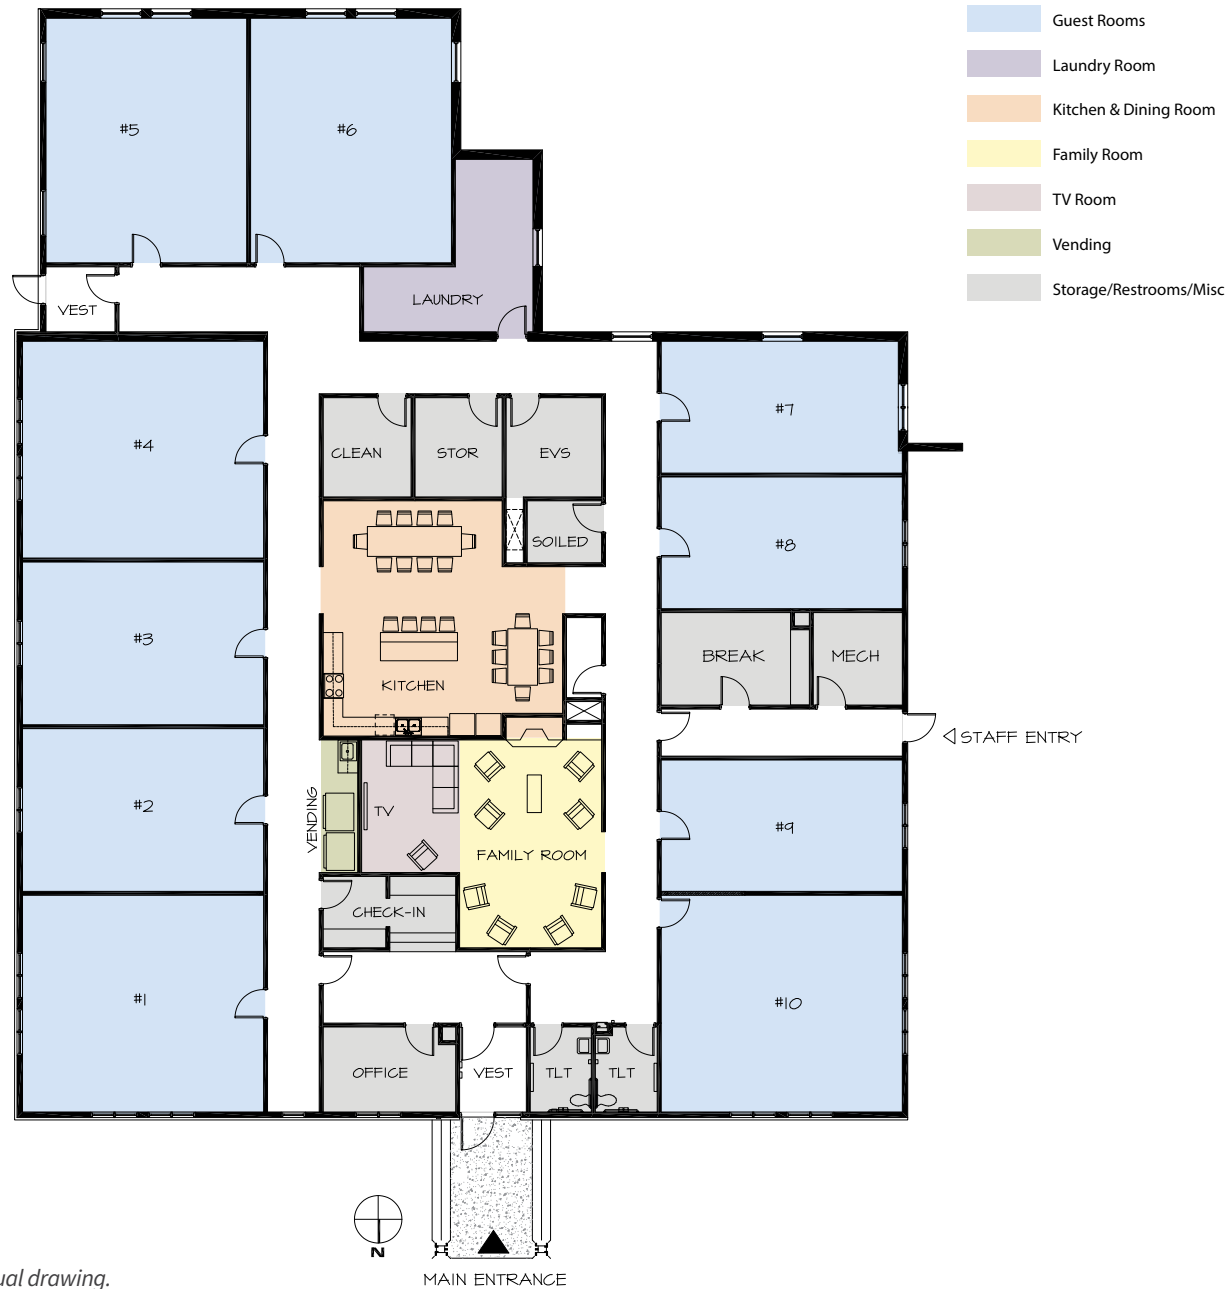 Guest Rooms
Laundry Room
Kitchen & Dining Room
Family Room
TV Room
Vending
Storage/Restrooms/Misc
#5
#6
VEST
LAUNDRY
#4
CLEAN
STOR
EVS
#7
SOILED
#8
#3
KITCHEN
BREAK
MECH
STAFF ENTRY
#2
VENDING
TV
FAMILY ROOM
#9
CHECK-IN
#1
#10
OFFICE
VEST
TLT
TLT
N
MAIN ENTRANCE
ual drawing.